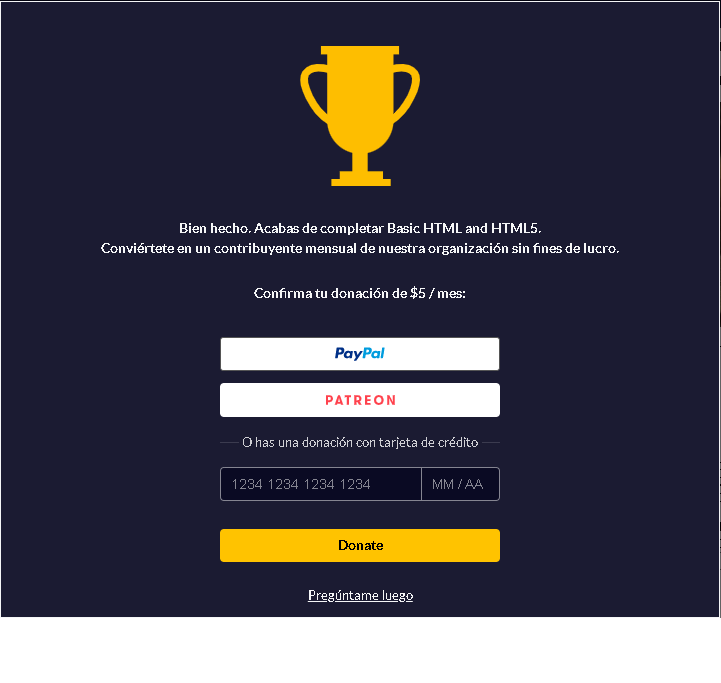 Bien hecho. Acabas de completar Basic HTML and HTML5.
Conviértete en un contribuyente mensual de nuestra organización sin fines de lucro.
Confirma tu donación de $5 / mes:
PayPal
PATREON
O has una donación con tarjeta de crédito
1234 1234 1234 1234 MM / AA
Donate
Pregúntame luego